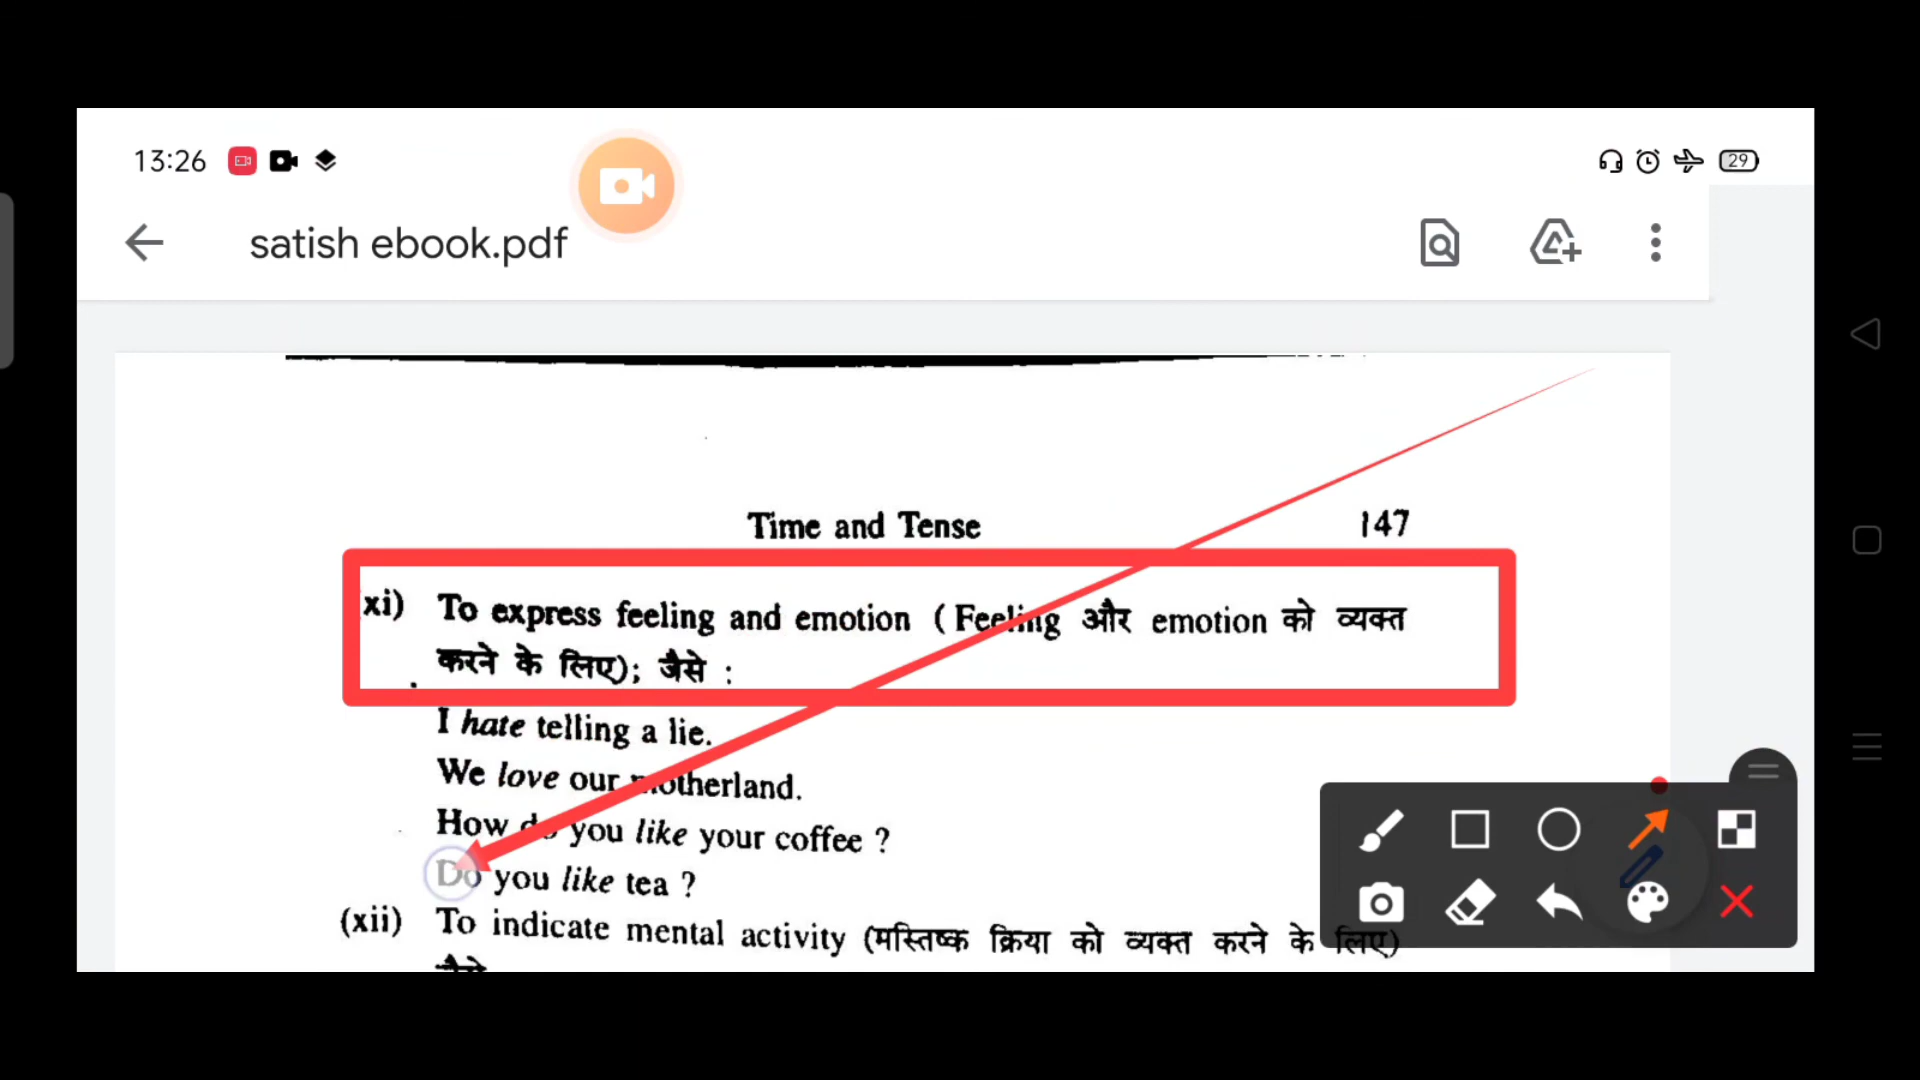 13:26
29
satish ebook.pdf
Time and Tense 147
xi) To express feeling and emotion (Feeling और emotion को व्यक्त
करने के लिए); जैसे :
I hate telling a lie.
We love our motherland.
How do you like your coffee ?
Do you like tea ?
(xii) To indicate mental activity (मस्तिष्क क्रिया को व्यक्त करने के लिए)